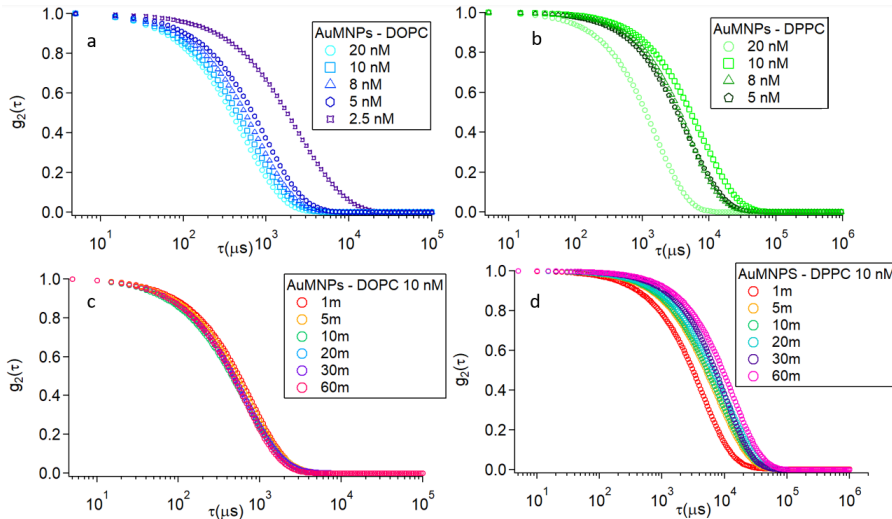 a
AuMNPs - DOPC
20 nM
10 nM
8 nM
5 nM
2.5 nM
g2(τ)
1.0
0.8
0.6
0.4
0.2
0.0
10^1
10^2
10^3
10^4
10^5
τ(μs)
b
AuMNPs - DPPC
20 nM
10 nM
8 nM
5 nM
g2(τ)
1.0
0.8
0.6
0.4
0.2
0.0
10^1
10^2
10^3
10^4
10^5
10^6
τ(μs)
c
AuMNPs - DOPC 10 nM
1m
5m
10m
20m
30m
60m
g2(τ)
1.0
0.8
0.6
0.4
0.2
0.0
10^1
10^2
10^3
10^4
10^5
τ(μs)
d
AuMNPS - DPPC 10 nM
1m
5m
10m
20m
30m
60m
g2(τ)
1.0
0.8
0.6
0.4
0.2
0.0
10^1
10^2
10^3
10^4
10^5
10^6
τ(μs)